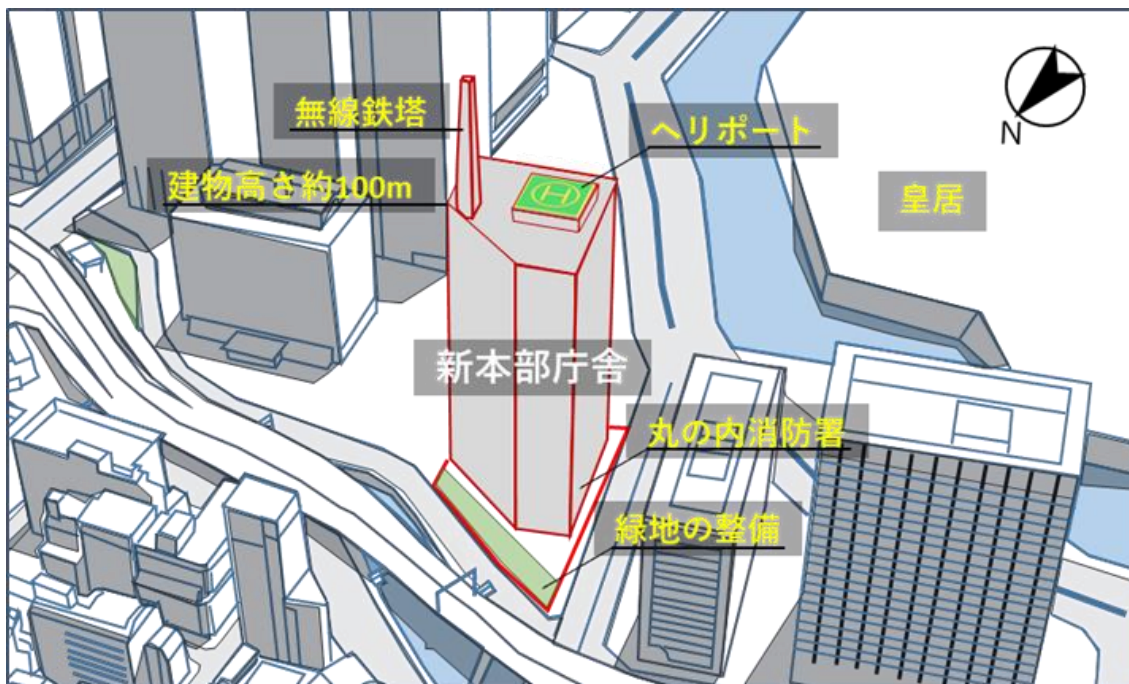 無線鉄塔
ヘリポート
建物高さ約100m
皇居
N
H
新本部庁舎
丸の内消防署
緑地の整備